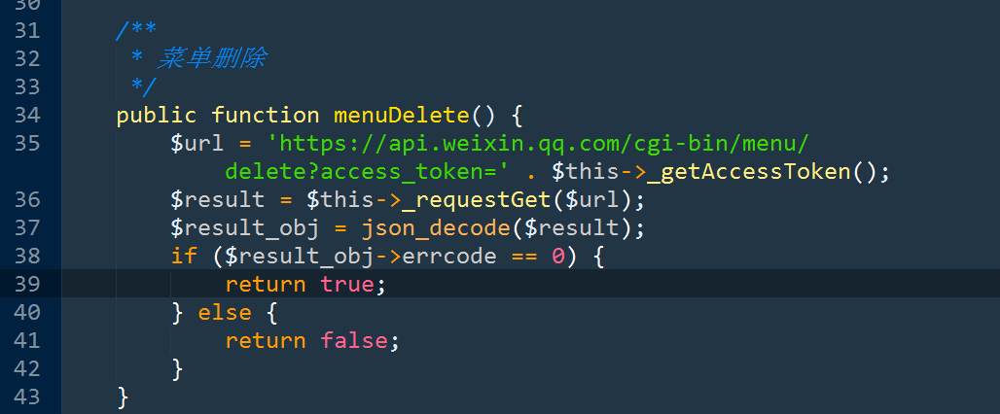 30
31 /**
32 * 菜单删除
33 */
34 public function menuDelete() {
35 $url = 'https://api.weixin.qq.com/cgi-bin/menu/
delete?access_token=' . $this->_getAccessToken();
36 $result = $this->_requestGet($url);
37 $result_obj = json_decode($result);
38 if ($result_obj->errcode == 0) {
39 return true;
40 } else {
41 return false;
42 }
43 }